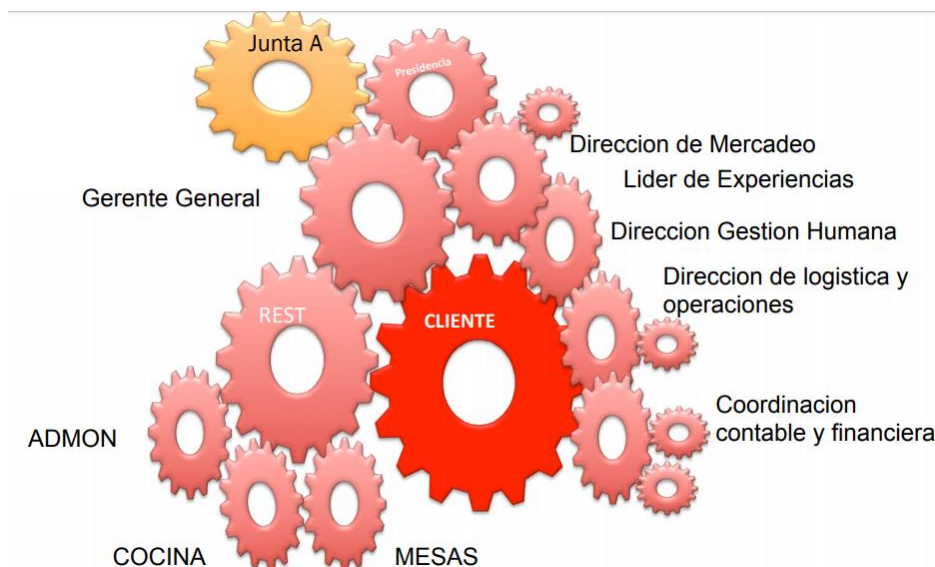 Junta A
Presidencia
Direccion de Mercadeo
Lider de Experiencias
Gerente General
Direccion Gestion Humana
Direccion de logistica y
operaciones
REST
CLIENTE
Coordinacion
contable y financiera
ADMON
COCINA
MESAS